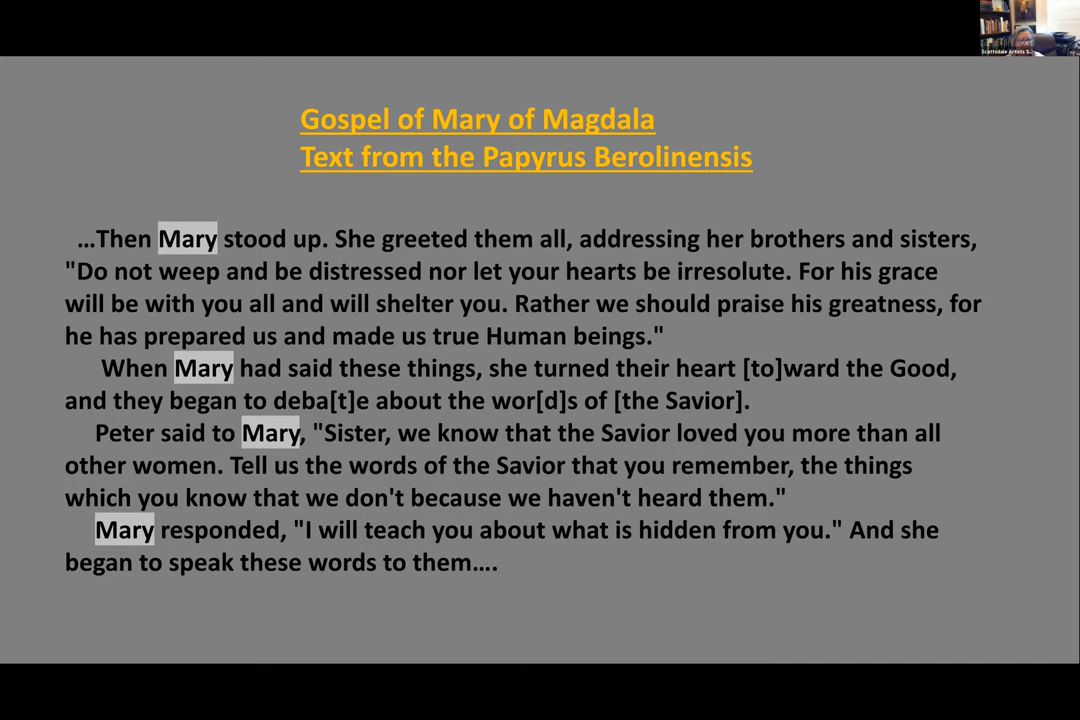 Scottsdale Artists S...
Gospel of Mary of Magdala
Text from the Papyrus Berolinensis
…Then Mary stood up. She greeted them all, addressing her brothers and sisters,
"Do not weep and be distressed nor let your hearts be irresolute. For his grace
will be with you all and will shelter you. Rather we should praise his greatness, for
he has prepared us and made us true Human beings."
When Mary had said these things, she turned their heart [to]ward the Good,
and they began to deba[t]e about the wor[d]s of [the Savior].
Peter said to Mary, "Sister, we know that the Savior loved you more than all
other women. Tell us the words of the Savior that you remember, the things
which you know that we don't because we haven't heard them."
Mary responded, "I will teach you about what is hidden from you." And she
began to speak these words to them….